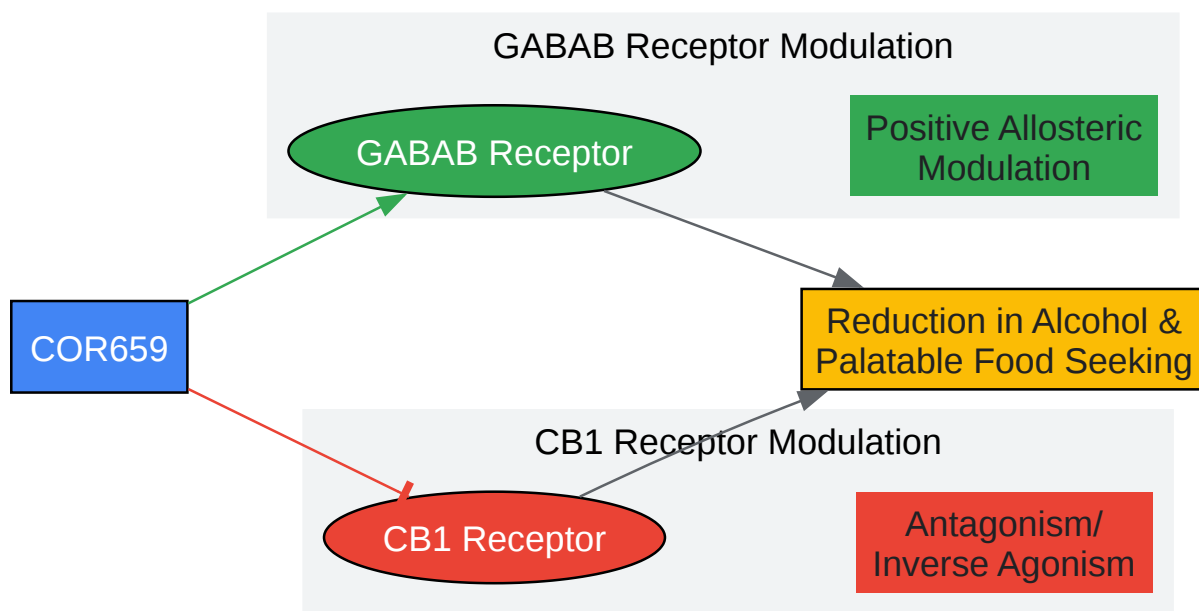 GABAB Receptor Modulation
GABAB Receptor
Positive Allosteric
Modulation
COR659
Reduction in Alcohol &
Palatable Food Seeking
CB1 Receptor Modulation
CB1 Receptor
Antagonism/
Inverse Agonism